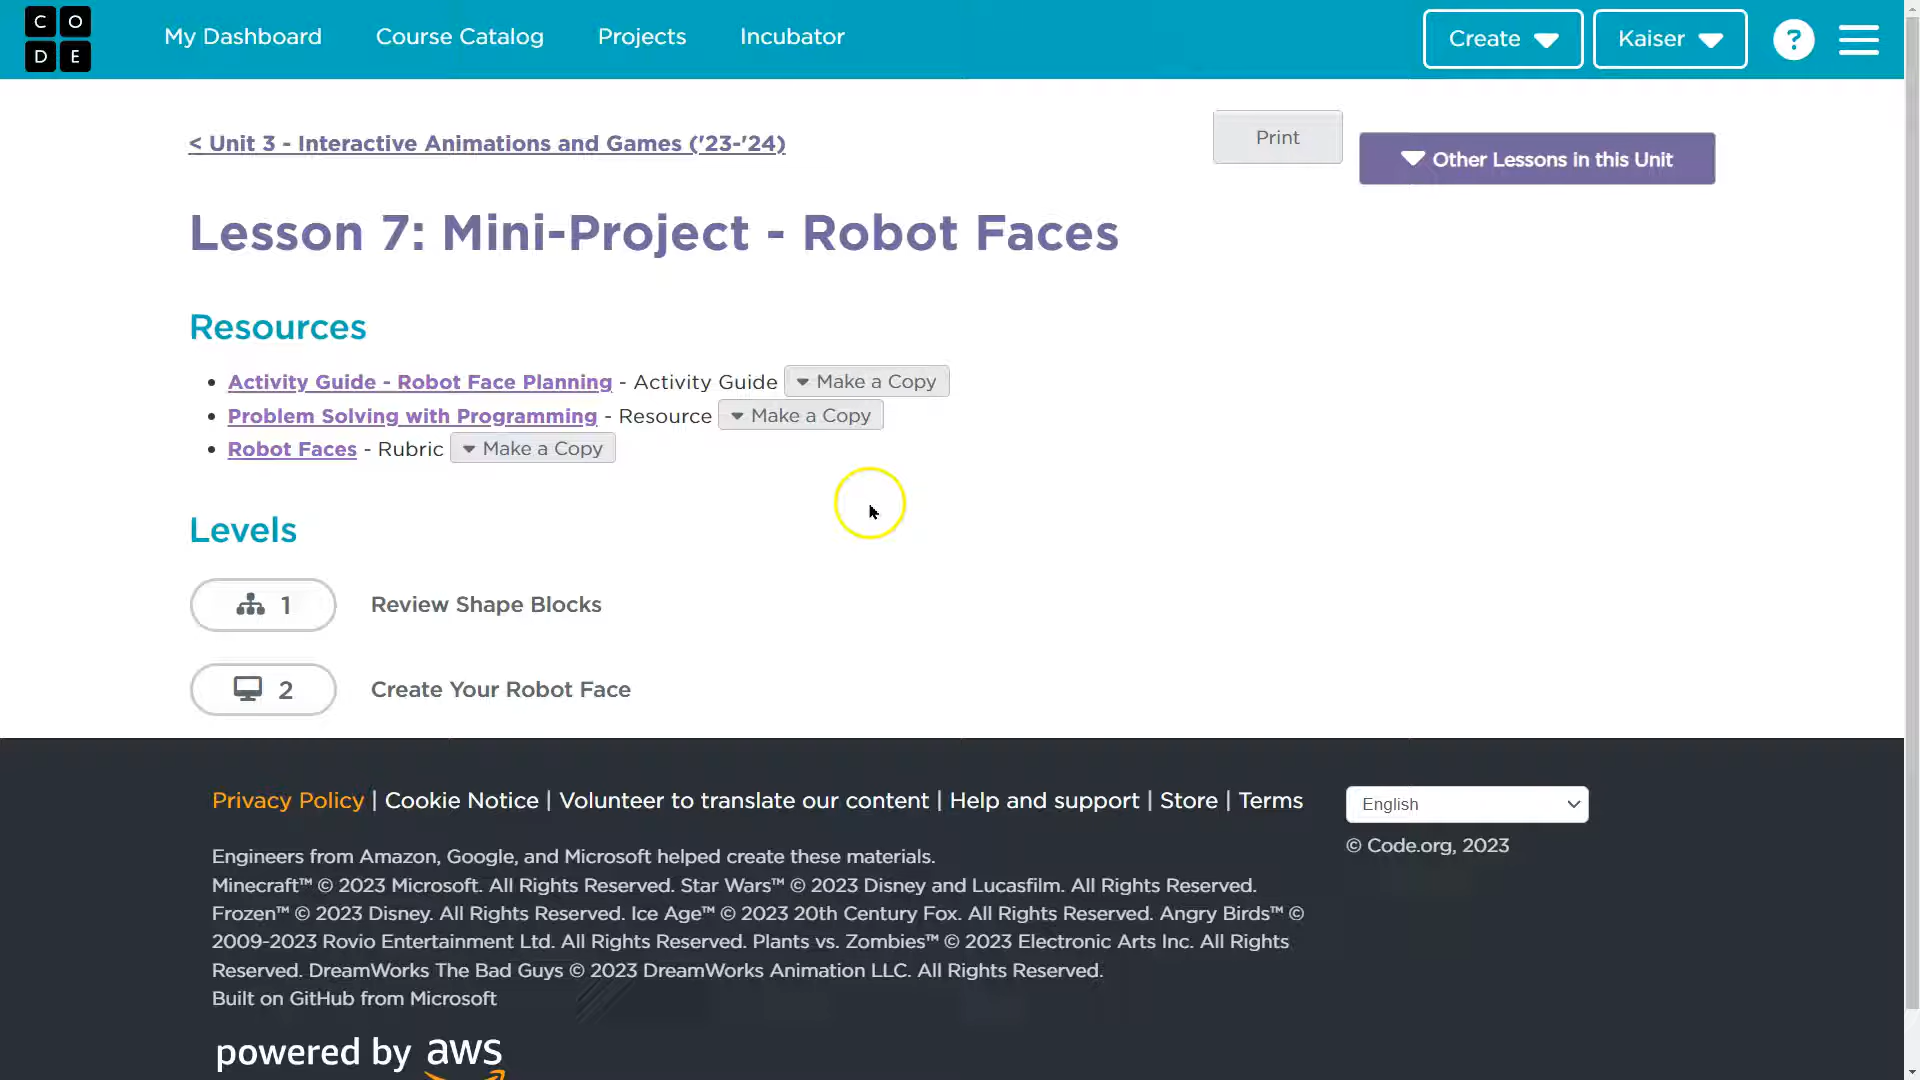 CO
DE
My Dashboard
Course Catalog
Projects
Incubator
Create
Kaiser
?
< Unit 3 - Interactive Animations and Games ('23-'24)
Print
Other Lessons in this Unit
Lesson 7: Mini-Project - Robot Faces
Resources
Activity Guide - Robot Face Planning - Activity Guide Make a Copy
Problem Solving with Programming - Resource Make a Copy
Robot Faces - Rubric Make a Copy
Levels
1 Review Shape Blocks
2 Create Your Robot Face
Privacy Policy | Cookie Notice | Volunteer to translate our content | Help and support | Store | Terms
English
© Code.org, 2023
Engineers from Amazon, Google, and Microsoft helped create these materials.
Minecraft™ © 2023 Microsoft. All Rights Reserved. Star Wars™ © 2023 Disney and Lucasfilm. All Rights Reserved.
Frozen™ © 2023 Disney. All Rights Reserved. Ice Age™ © 2023 20th Century Fox. All Rights Reserved. Angry Birds™ ©
2009-2023 Rovio Entertainment Ltd. All Rights Reserved. Plants vs. Zombies™ © 2023 Electronic Arts Inc. All Rights
Reserved. DreamWorks The Bad Guys © 2023 DreamWorks Animation LLC. All Rights Reserved.
Built on GitHub from Microsoft
powered by aws